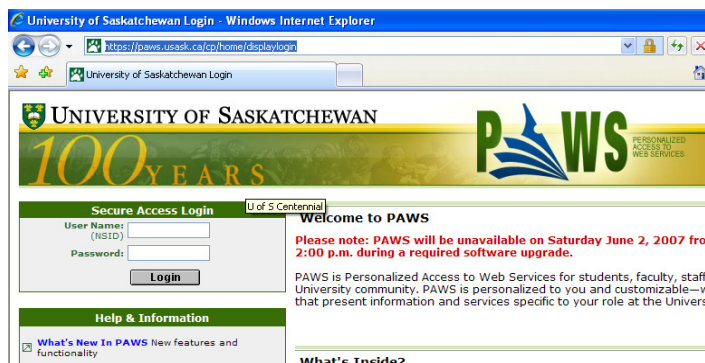 University of Saskatchewan Login - Windows Internet Explorer
https://paws.usask.ca/cp/home/displaylogin
University of Saskatchewan Login
UNIVERSITY OF SASKATCHEWAN
100 YEARS
PAWS
PERSONALIZED
ACCESS TO
WEB SERVICES
U of S Centennial
Secure Access Login
User Name:
(NSID)
Password:
Login
Help & Information
What's New In PAWS New features and
functionality
Welcome to PAWS
Please note: PAWS will be unavailable on Saturday June 2, 2007
2:00 p.m. during a required software upgrade.
PAWS is Personalized Access to Web Services for students, faculty,
University community. PAWS is personalized to you and customizable—
that present information and services specific to your role at the
What's Inside?